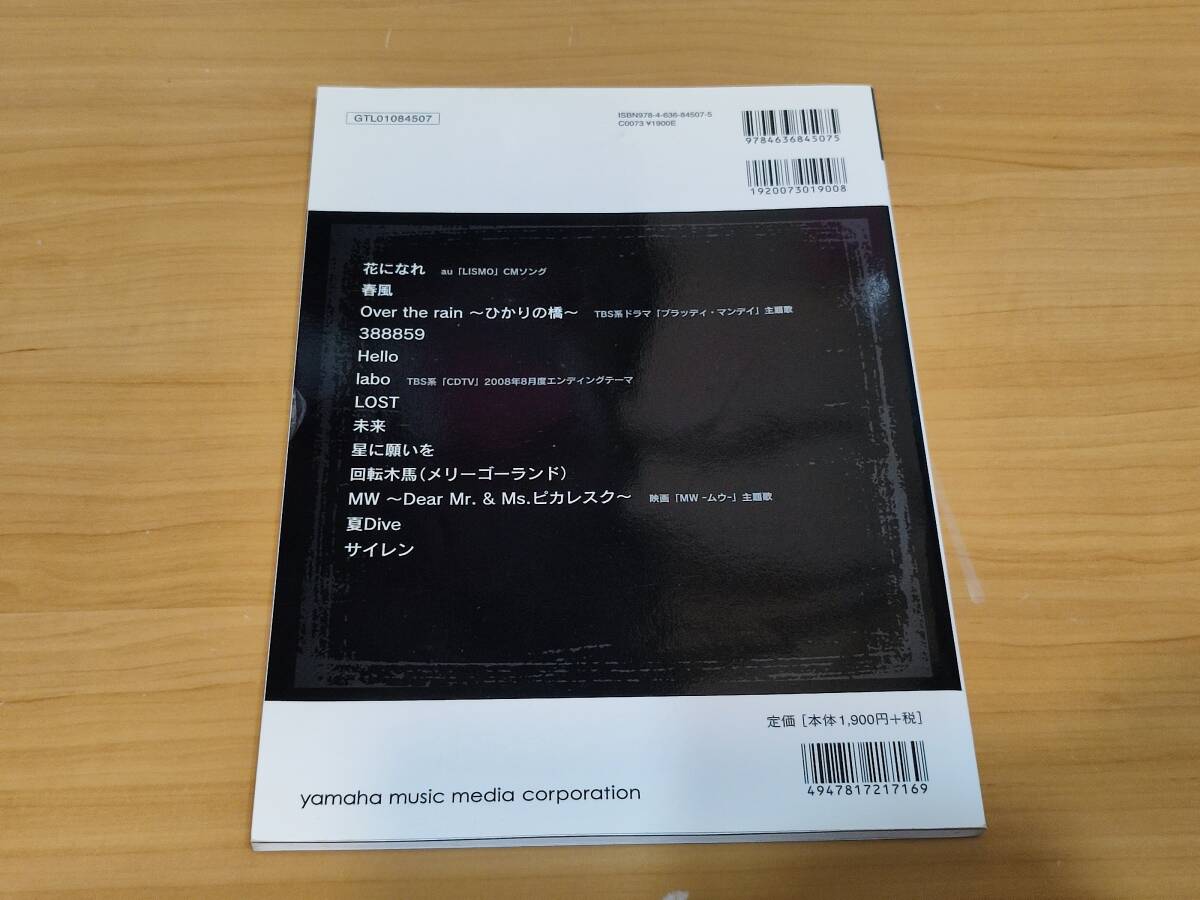 GTL01084507
ISBN978-4-636-84507-5
C0073 ¥1900E
9784636845075
1920073019008
花になれ au「LISMO」CMソング
春風
Over the rain ～ひかりの橋～ TBS系ドラマ「ブラッディ・マンデイ」主題歌
388859
Hello
labo TBS系「CDTV」2008年8月度エンディングテーマ
LOST
未来
星に願いを
回転木馬(メリーゴーランド)
MW ～Dear Mr. & Ms.ピカレスク～ 映画「MW -ムウ-」主題歌
夏Dive
サイレン
定価［本体1,900円+税］
4947817217169
yamaha music media corporation